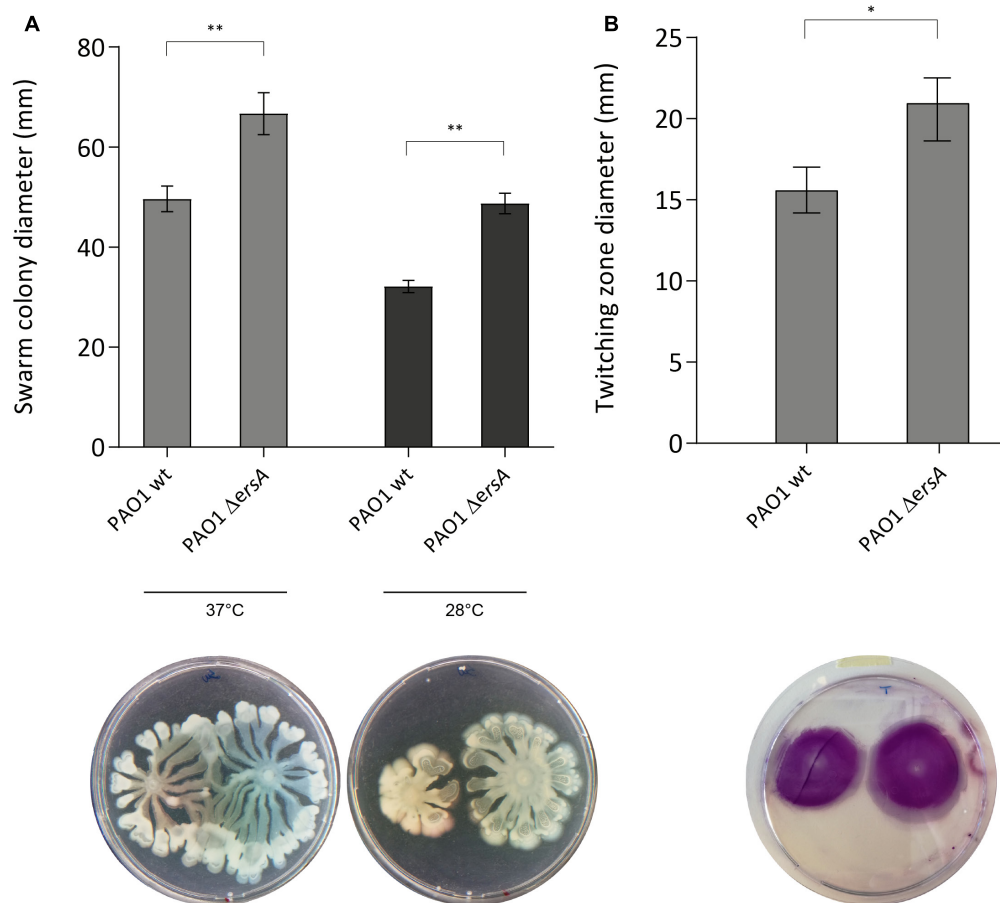 A
Swarm colony diameter (mm)
80
60
40
20
0
**
**
PAO1 wt
PAO1 ΔersA
PAO1 wt
PAO1 ΔersA
37°C
28°C
B
Twitching zone diameter (mm)
25
20
15
10
5
0
*
PAO1 wt
PAO1 ΔersA
T